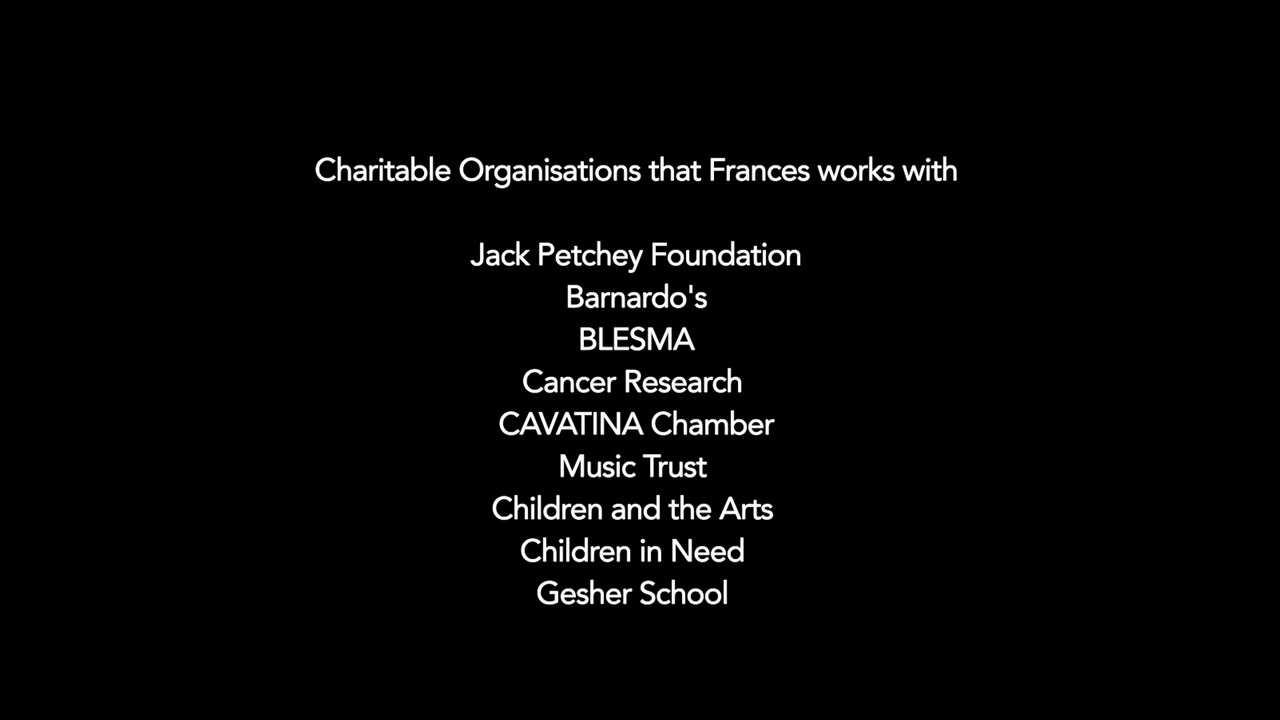 Charitable Organisations that Frances works with
Jack Petchey Foundation
Barnardo's
BLESMA
Cancer Research
CAVATINA Chamber
Music Trust
Children and the Arts
Children in Need
Gesher School